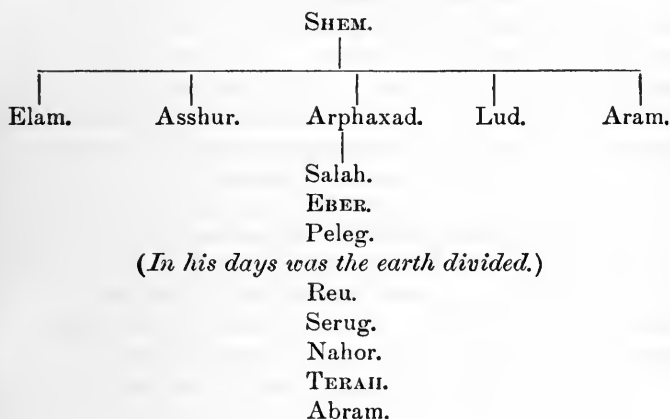 SHEM.
Elam. Asshur. Arphaxad. Lud. Aram.
Salah.
EBER.
Peleg.
(In his days was the earth divided.)
Reu.
Serug.
Nahor.
TERAH.
Abram.